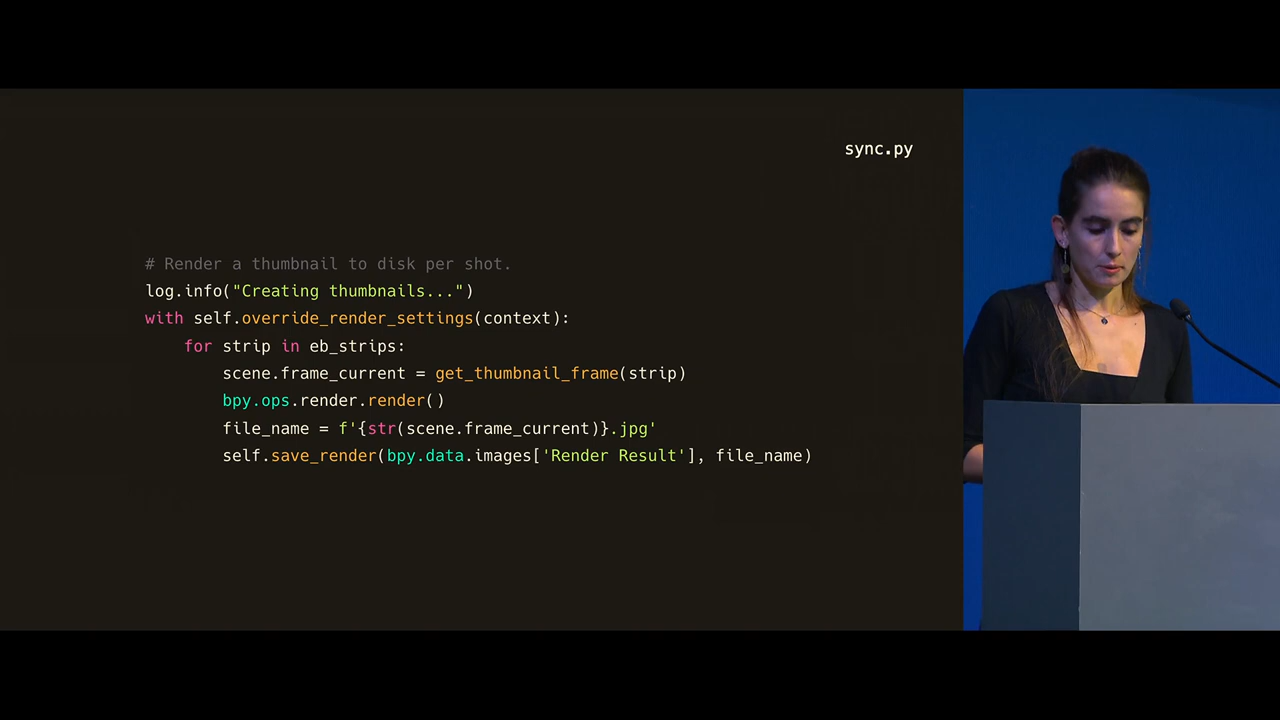 sync.py
# Render a thumbnail to disk per shot.
log.info("Creating thumbnails...")
with self.override_render_settings(context):
    for strip in eb_strips:
        scene.frame_current = get_thumbnail_frame(strip)
        bpy.ops.render.render()
        file_name = f'{str(scene.frame_current)}.jpg'
        self.save_render(bpy.data.images['Render Result'], file_name)